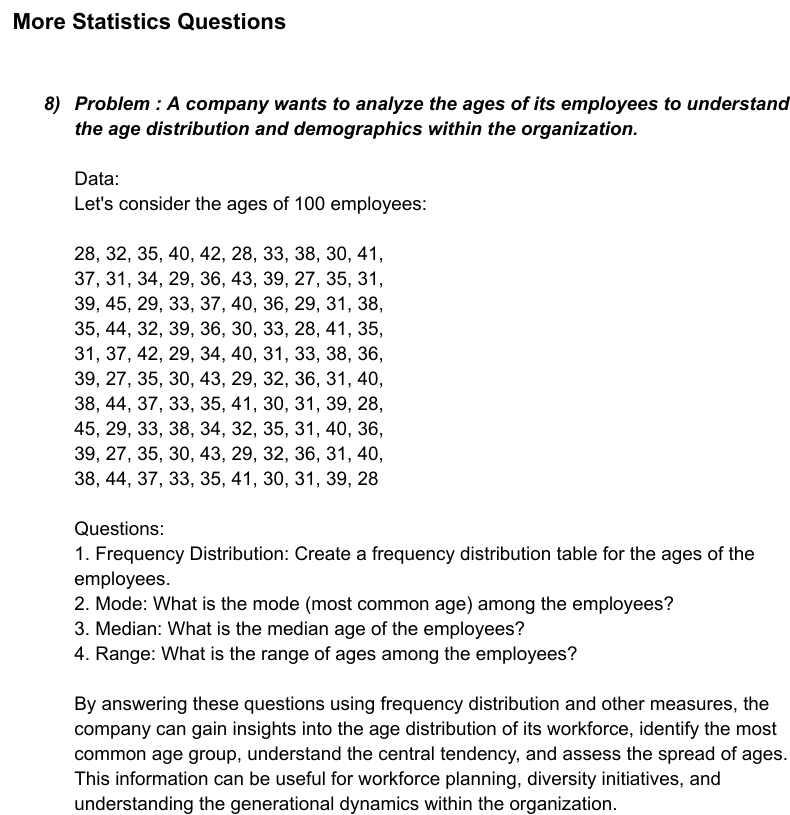 More Statistics Questions
8) Problem : A company wants to analyze the ages of its employees to understand
the age distribution and demographics within the organization.
Data:
Let's consider the ages of 100 employees:
28, 32, 35, 40, 42, 28, 33, 38, 30, 41,
37, 31, 34, 29, 36, 43, 39, 27, 35, 31,
39, 45, 29, 33, 37, 40, 36, 29, 31, 38,
35, 44, 32, 39, 36, 30, 33, 28, 41, 35,
31, 37, 42, 29, 34, 40, 31, 33, 38, 36,
39, 27, 35, 30, 43, 29, 32, 36, 31, 40,
38, 44, 37, 33, 35, 41, 30, 31, 39, 28,
45, 29, 33, 38, 34, 32, 35, 31, 40, 36,
39, 27, 35, 30, 43, 29, 32, 36, 31, 40,
38, 44, 37, 33, 35, 41, 30, 31, 39, 28
Questions:
1. Frequency Distribution: Create a frequency distribution table for the ages of the
employees.
2. Mode: What is the mode (most common age) among the employees?
3. Median: What is the median age of the employees?
4. Range: What is the range of ages among the employees?
By answering these questions using frequency distribution and other measures, the
company can gain insights into the age distribution of its workforce, identify the most
common age group, understand the central tendency, and assess the spread of ages.
This information can be useful for workforce planning, diversity initiatives, and
understanding the generational dynamics within the organization.